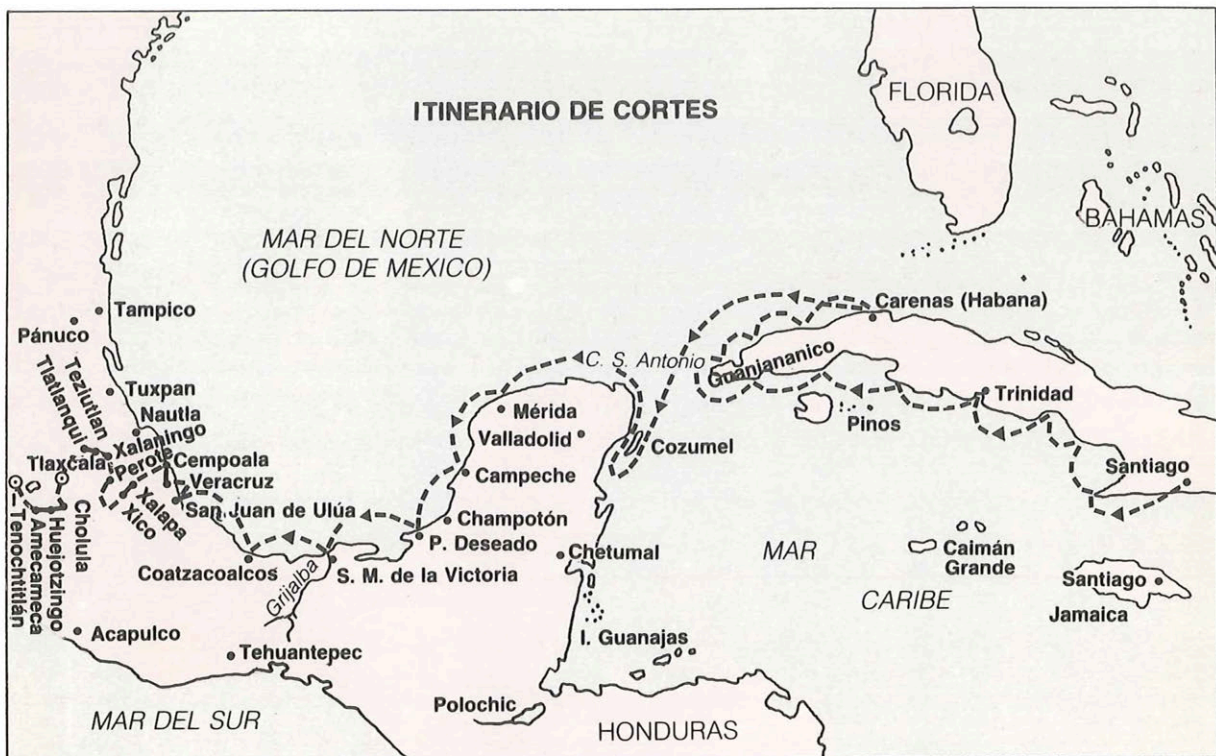 ITINERARIO DE CORTES
FLORIDA
BAHAMAS
MAR DEL NORTE
(GOLFO DE MEXICO)
Carenas (Habana)
C. S. Antonio
Guaniananico
Pinos
Trinidad
Santiago
Tampico
Pánuco
Tlatlanqui
Teziutlán
Tuxpan
Nautla
Xalaningo
Tlaxcala
Perote
Cempoala
Veracruz
San Juan de Ulúa
Xalapa
Xico
Cholula
Huejotzingo
Amecameca
Tenochtitlán
Mérida
Valladolid
Cozumel
Campeche
Champotón
P. Deseado
Chetumal
Coatzacoalcos
S. M. de la Victoria
Grijalba
MAR
CARIBE
Caimán
Grande
Santiago
Jamaica
Acapulco
Tehuantepec
I. Guanajas
Polochic
MAR DEL SUR
HONDURAS